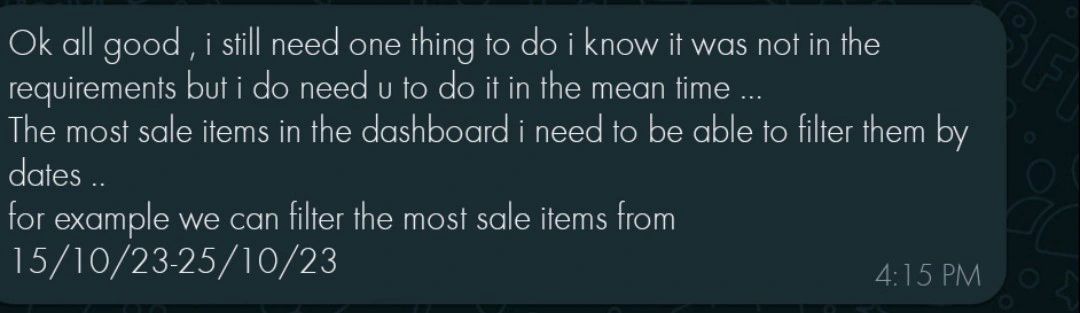 Ok all good , i still need one thing to do i know it was not in the
requirements but i do need u to do it in the mean time ...
The most sale items in the dashboard i need to be able to filter them by
dates ..
for example we can filter the most sale items from
15/10/23-25/10/23
4:15 PM